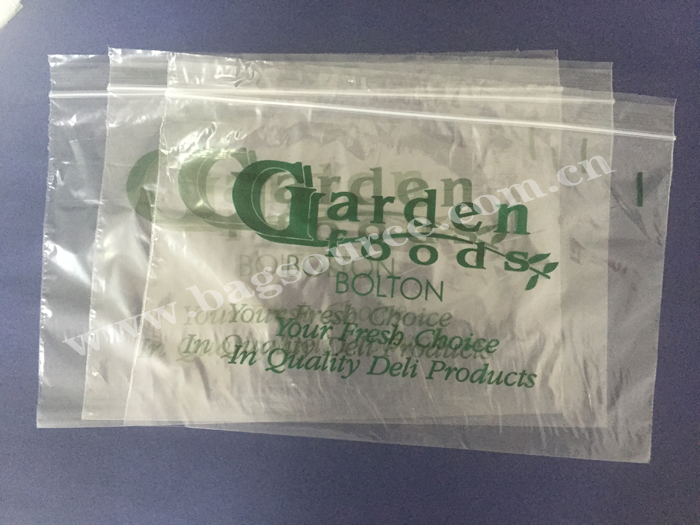 Garden
foods
BOLTON
Your Fresh Choice
In Quality Deli Products
www.bagsource.com.cn